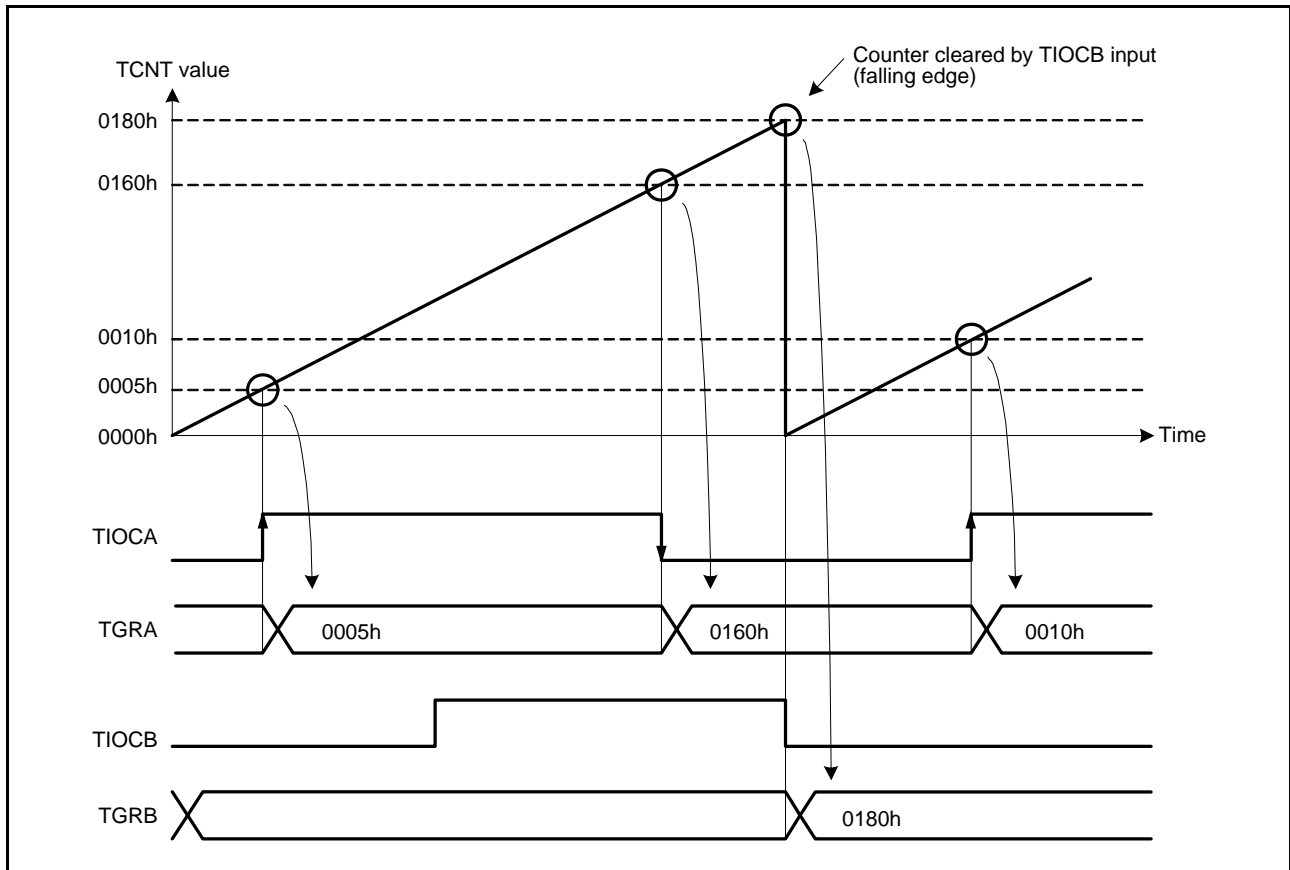 Counter cleared by TIOCB input
(falling edge)
TCNT value
0180h
0160h
0010h
0005h
0000h
Time
TIOCA
TGRA
0005h
0160h
0010h
TIOCB
TGRB
0180h